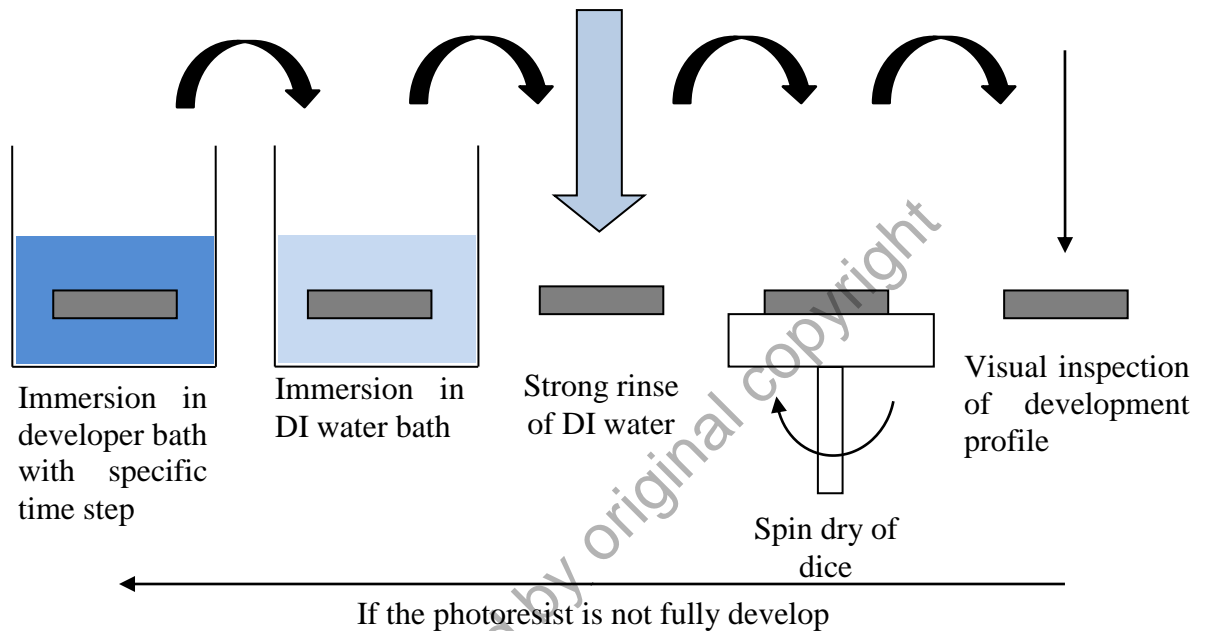 Immersion in
developer bath
with specific
time step
Immersion in
DI water bath
Strong rinse
of DI water
Spin dry of
dice
Visual inspection
of development
profile
If the photoresist is not fully develop
by original copyright